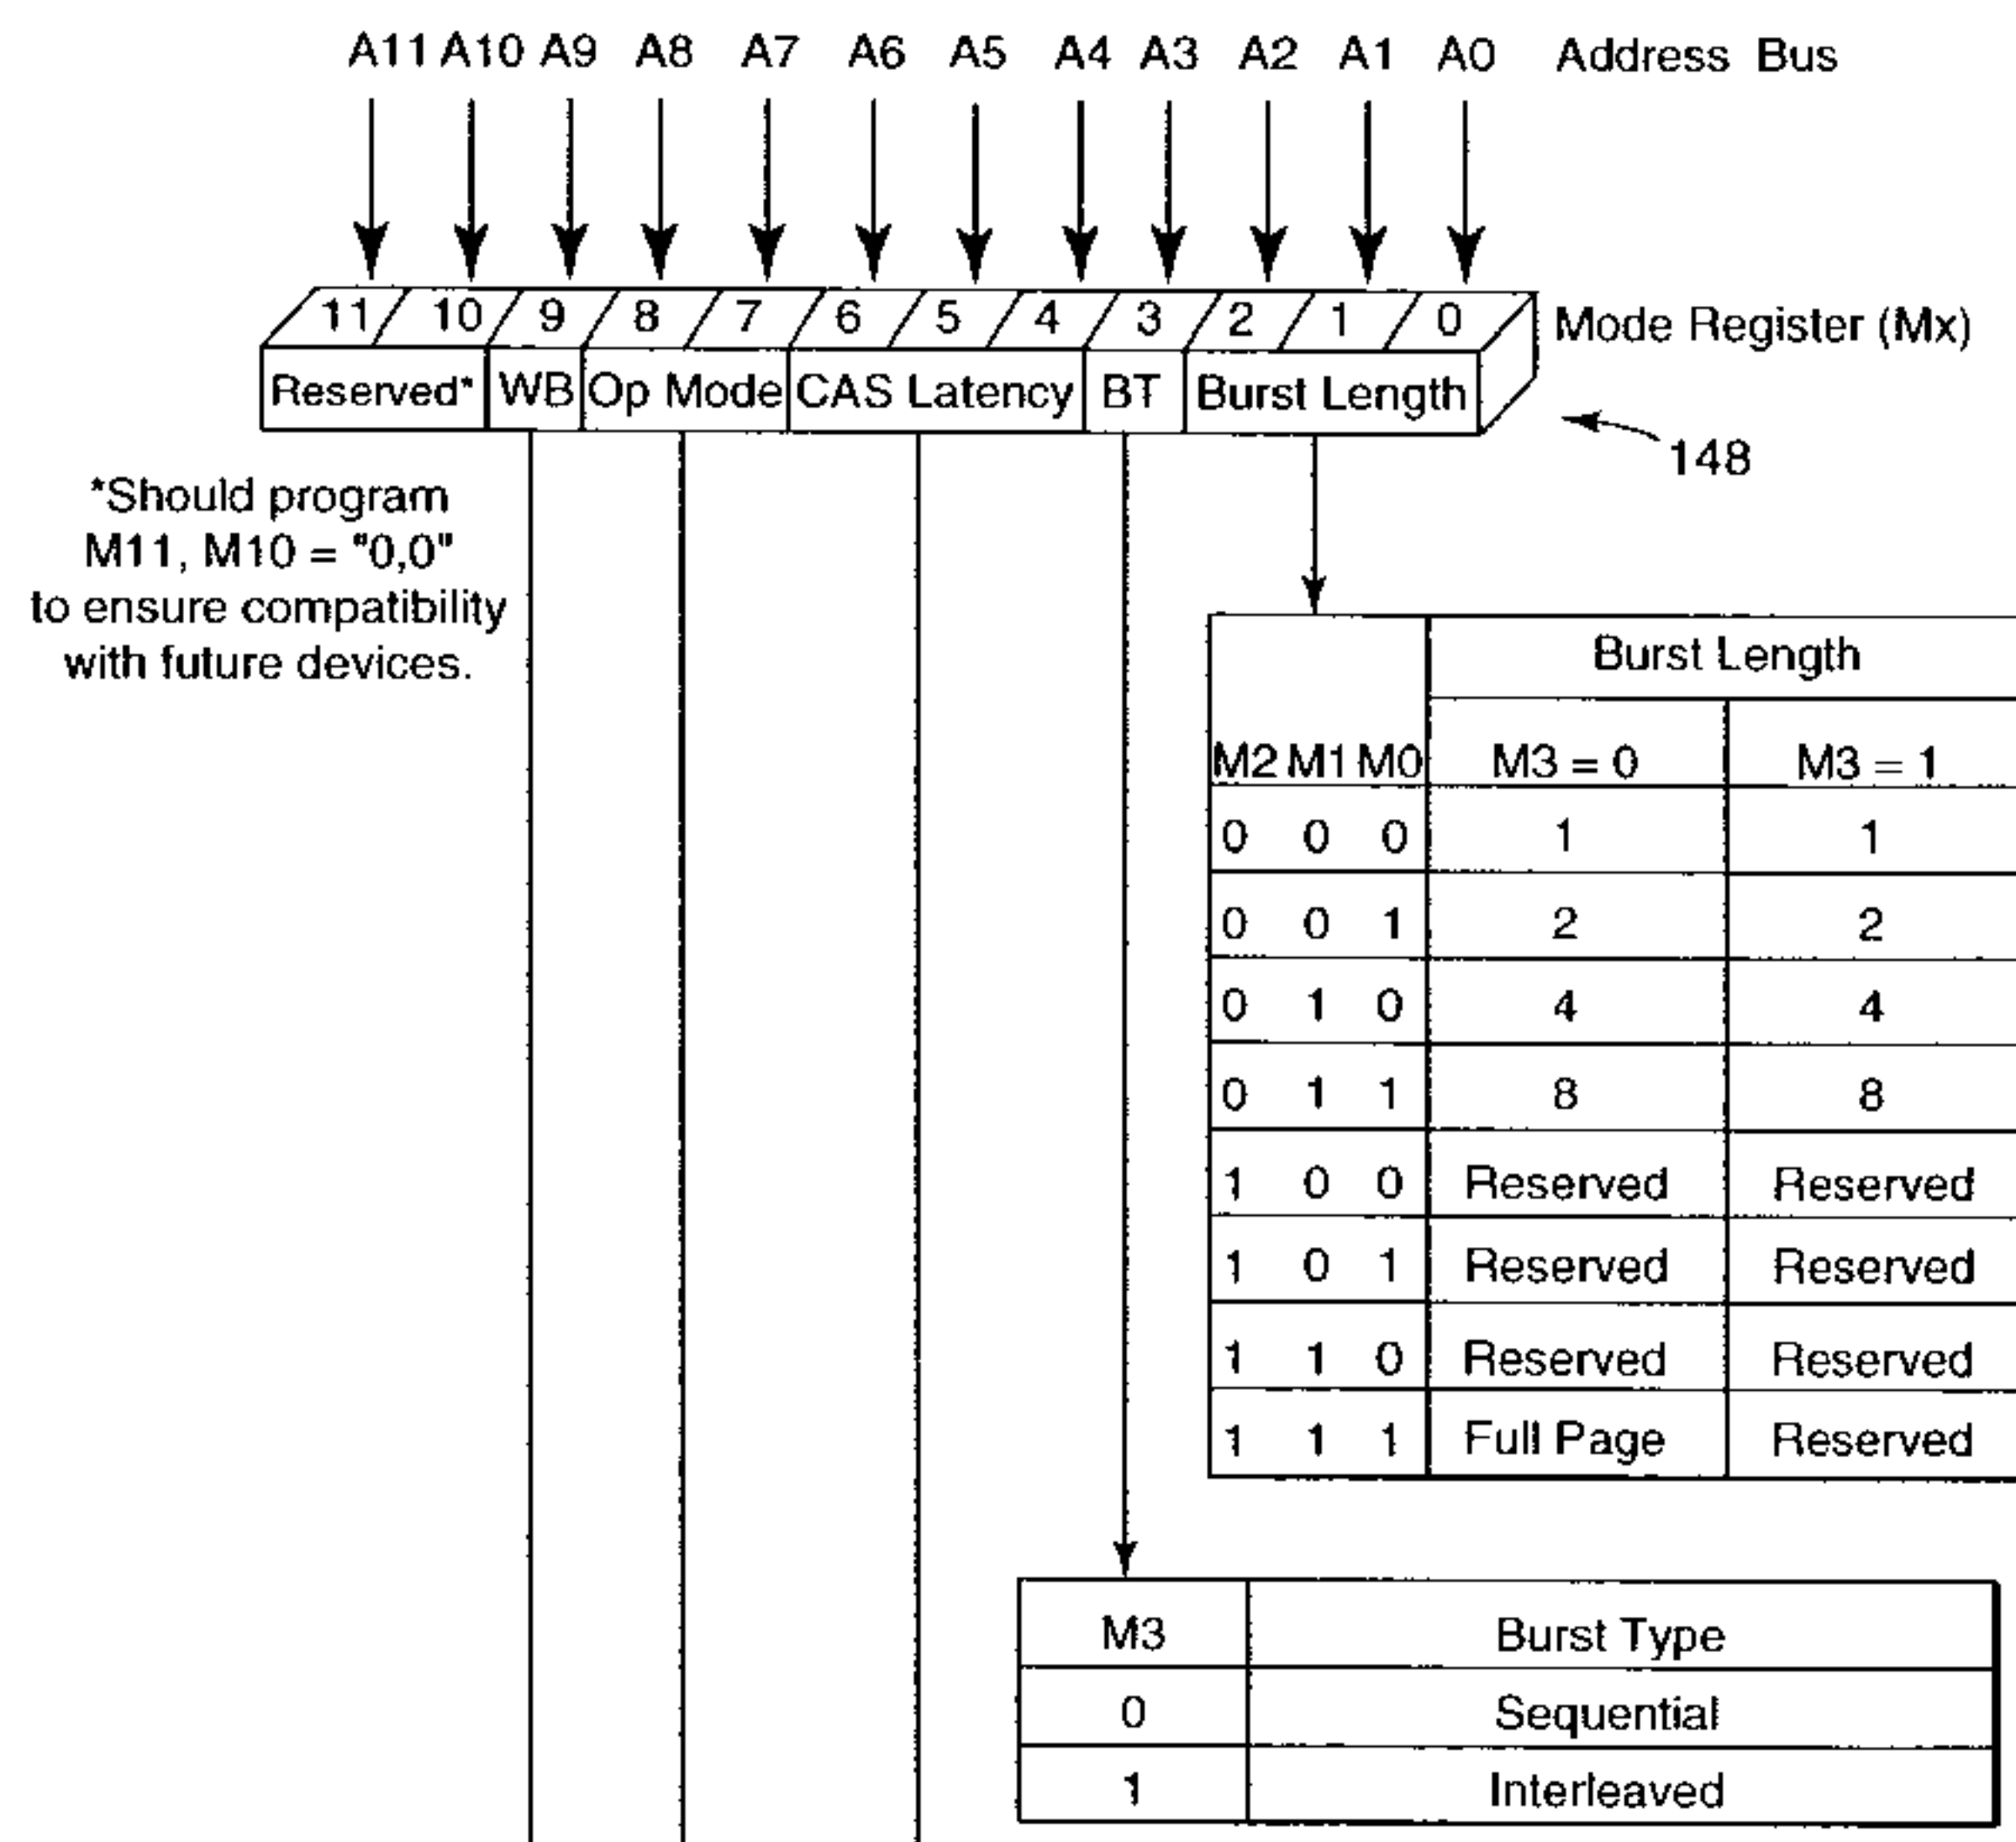 A11 A10 A9 A8 A7 A6 A5 A4 A3 A2 A1 A0 Address Bus
11 10 9 8 7 6 5 4 3 2 1 0 Mode Register (Mx)
Reserved* WB Op Mode CAS Latency BT Burst Length
148
*Should program
M11, M10 = "0,0"
to ensure compatibility
with future devices.
Burst Length
M2 M1 M0 M3 = 0 M3 = 1
0 0 0 1 1
0 0 1 2 2
0 1 0 4 4
0 1 1 8 8
1 0 0 Reserved Reserved
1 0 1 Reserved Reserved
1 1 0 Reserved Reserved
1 1 1 Full Page Reserved
M3 Burst Type
0 Sequential
1 Interleaved